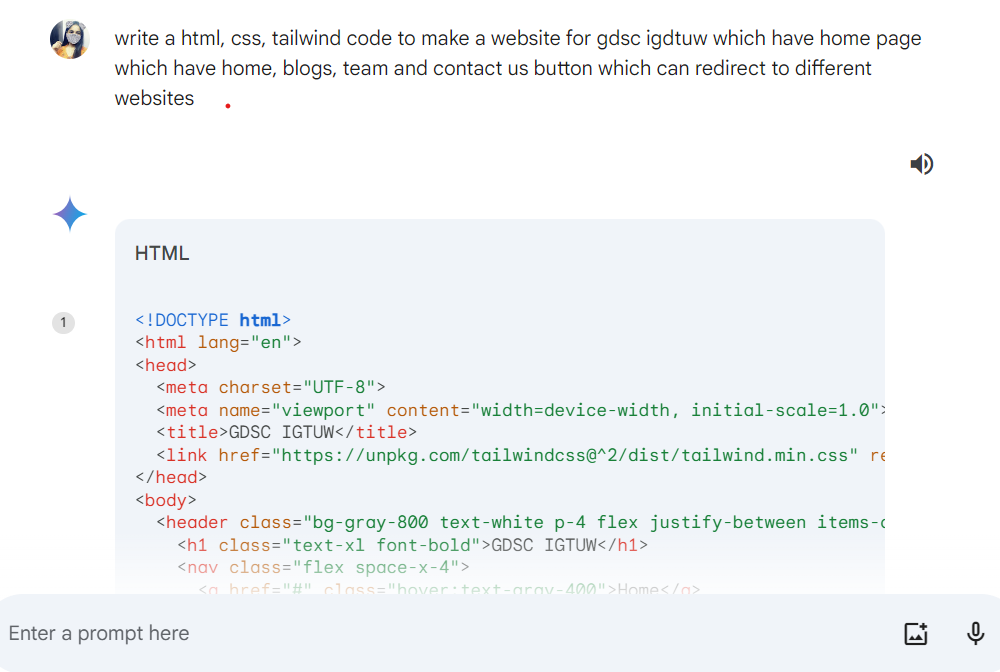 write a html, css, tailwind code to make a website for gdsc igdtuw which have home page
which have home, blogs, team and contact us button which can redirect to different
websites
HTML
1
<!DOCTYPE html>
<html lang="en">
<head>
<meta charset="UTF-8">
<meta name="viewport" content="width=device-width, initial-scale=1.0">
<title>GDSC IGTUW</title>
<link href="https://unpkg.com/tailwindcss@^2/dist/tailwind.min.css" re
</head>
<body>
<header class="bg-gray-800 text-white p-4 flex justify-between items-c
<h1 class="text-xl font-bold">GDSC IGTUW</h1>
<nav class="flex space-x-4">
<a href="#" class="hover:text-gray-400">Home</a>
Enter a prompt here